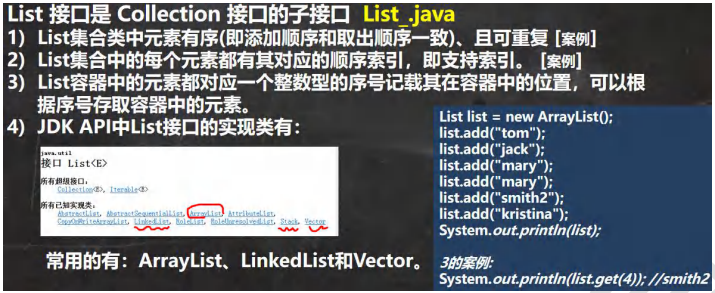 List 接口是 Collection 接口的子接口 List_.java
1) List集合类中元素有序(即添加顺序和取出顺序一致)、且可重复 [案例]
2) List集合中的每个元素都有其对应的顺序索引，即支持索引。 [案例]
3) List容器中的元素都对应一个整数型的序号记载其在容器中的位置，可以根
据序号存取容器中的元素。
4) JDK API中List接口的实现类有：
java.util
接口 List<E>
所有超级接口：
Collection<E>, Iterable<E>
所有已知实现类：
AbstractList, AbstractSequentialList, ArrayList, AttributeList,
CopyOnWriteArrayList, LinkedList, RoleList, RoleUnresolvedList, Stack, Vector
常用的有：ArrayList、LinkedList和Vector。
List list = new ArrayList();
list.add("tom");
list.add("jack");
list.add("mary");
list.add("mary");
list.add("smith2");
list.add("kristina");
System.out.println(list);
3的案例:
System.out.println(list.get(4)); //smith2